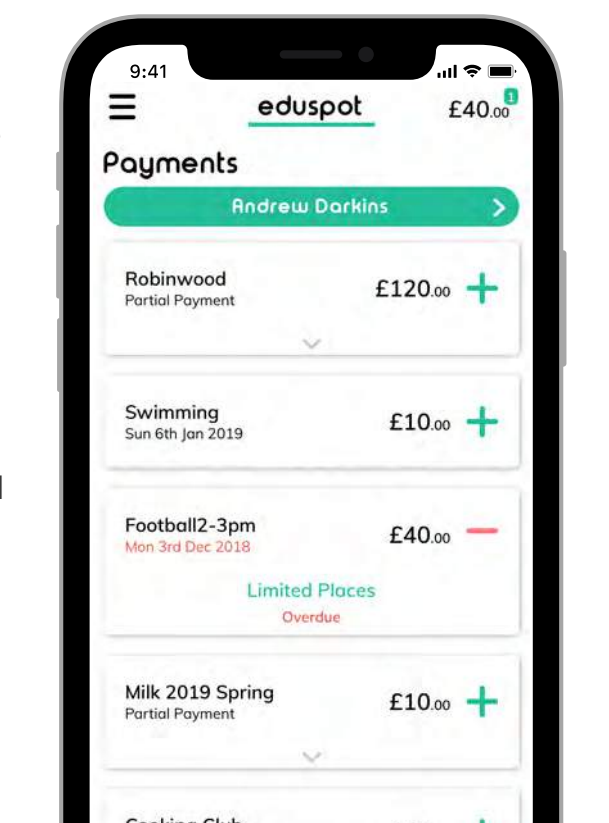 9:41
eduspot £40.00 1
Payments
Andrew Darkins
Robinwood £120.00
Partial Payment
Swimming £10.00
Sun 6th Jan 2019
Football2-3pm £40.00
Mon 3rd Dec 2018
Limited Places
Overdue
Milk 2019 Spring £10.00
Partial Payment